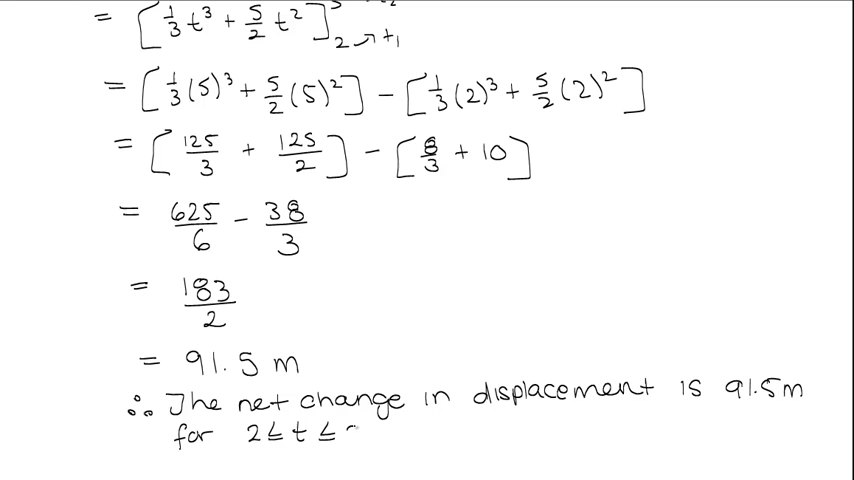 = [1/3 t³ + 5/2 t²]
2 → t₁
= [1/3 (5)³ + 5/2 (5)²] − [1/3 (2)³ + 5/2 (2)²]
= [125/3 + 125/2] − [8/3 + 10]
= 625/6 − 38/3
= 183/2
= 91.5 m
∴ The net change in displacement is 91.5m
for 2 ≤ t ≤